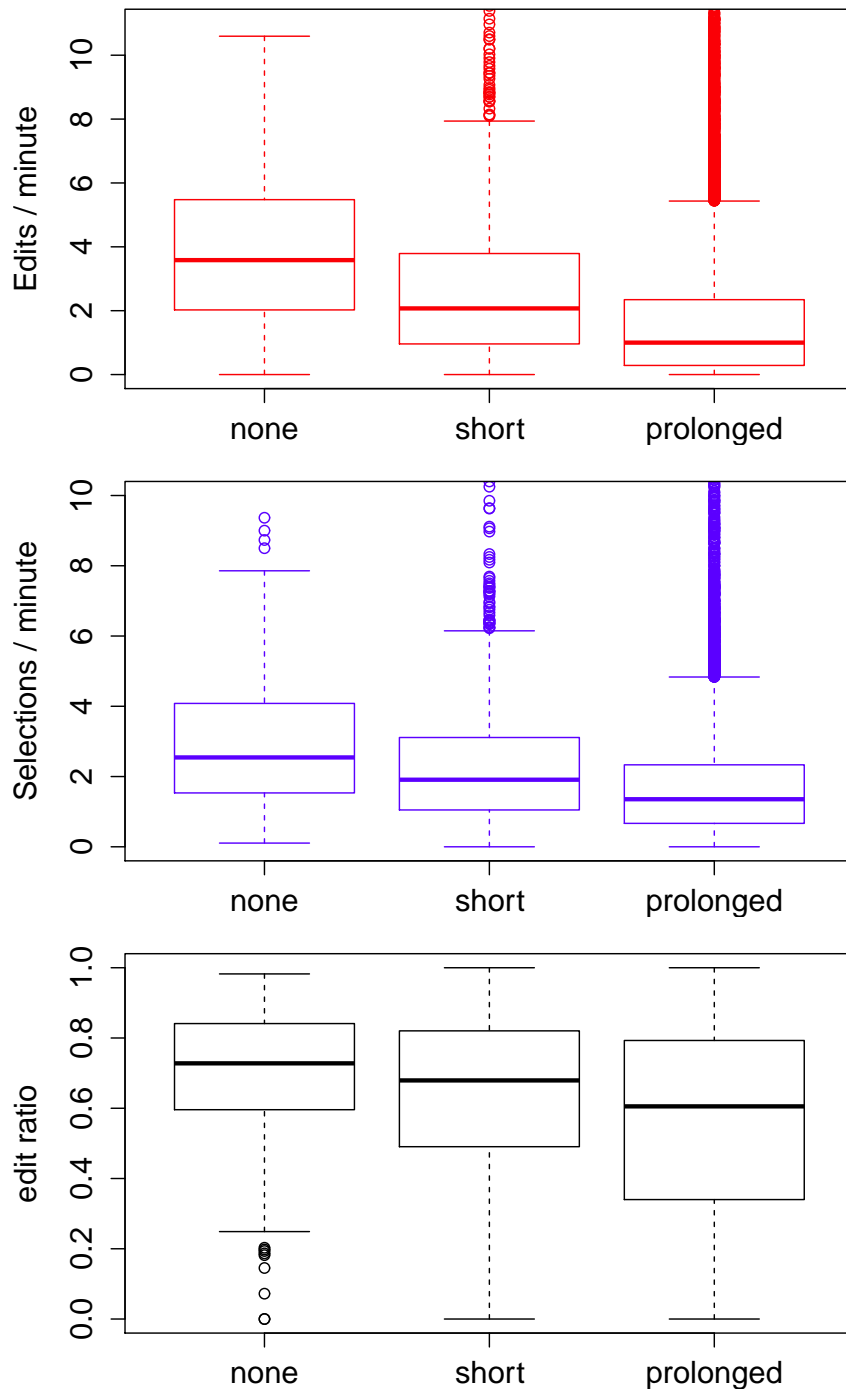 Edits / minute
0 2 4 6 8 10
none short prolonged
Selections / minute
0 2 4 6 8 10
none short prolonged
edit ratio
0.0 0.2 0.4 0.6 0.8 1.0
none short prolonged